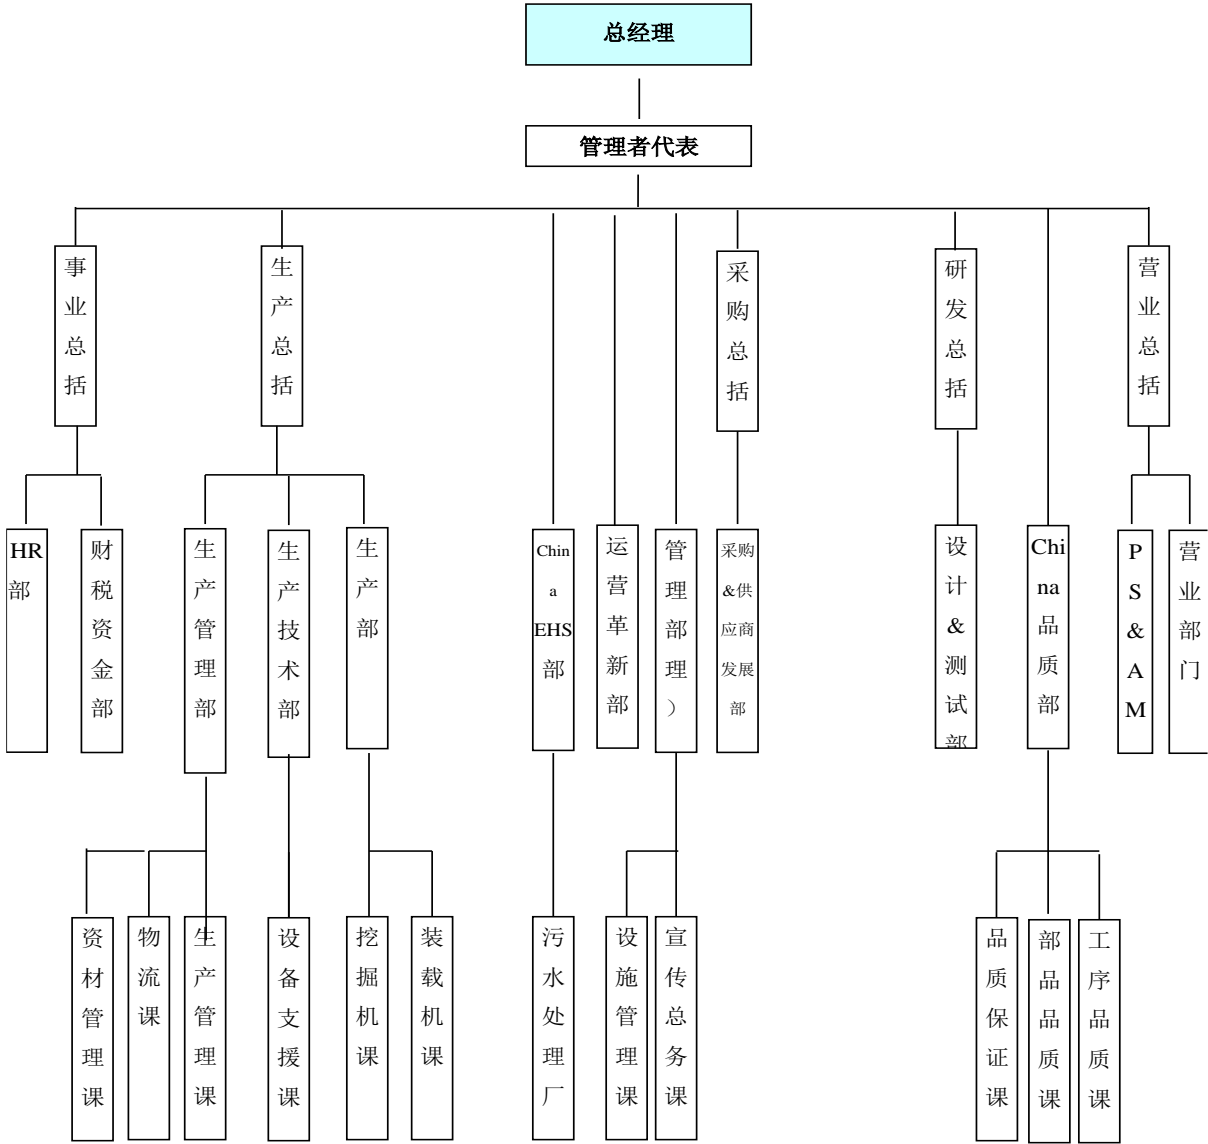 总经理
管理者代表
事业总括
生产总括
采购总括
研发总括
营业总括
HR部
财税资金部
生产管理部
生产技术部
生产部
China EHS部
运营革新部
管理部理）
采购&供应商发展部
设计&测试部
China品质部
PS&AM
营业部门
资材管理课
物流课
生产管理课
设备支援课
挖掘机课
装载机课
污水处理厂
设施管理课
宣传总务课
品质保证课
部品品质课
工序品质课